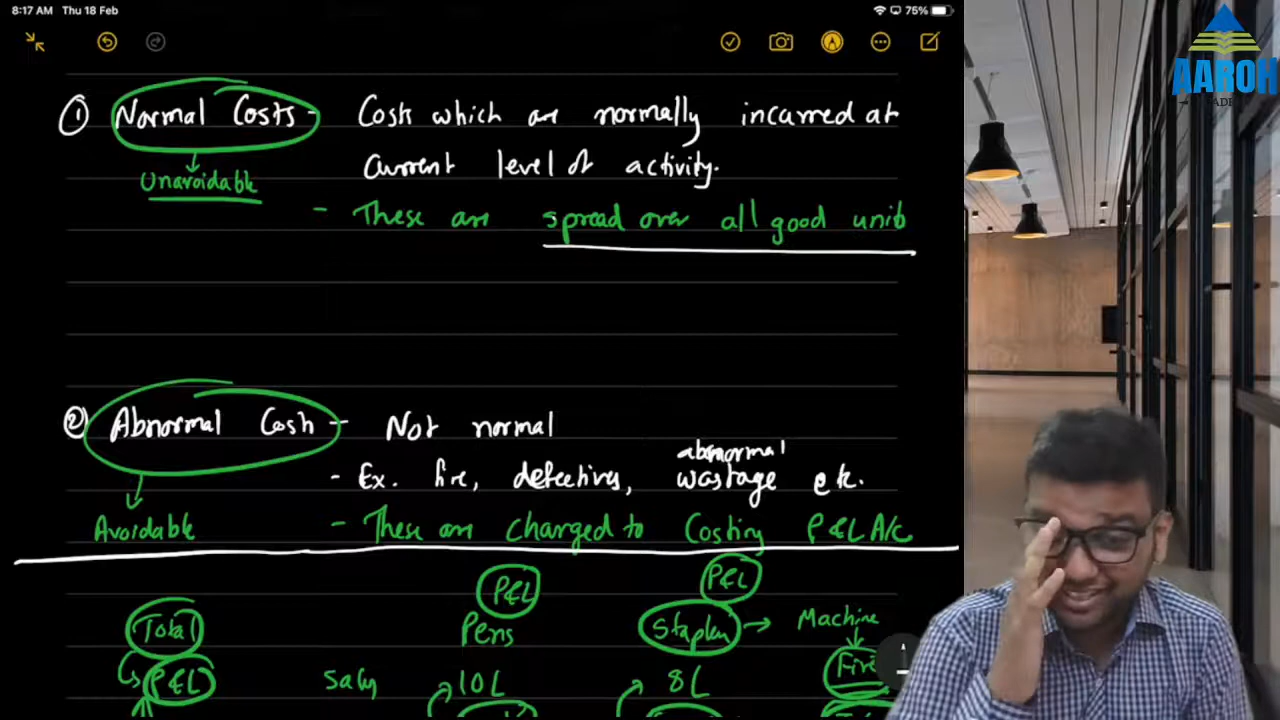 8:17 AM Thu 18 Feb
75%
AAROH
① Normal Costs - Costs which are normally incurred at
current level of activity.
Unavoidable
- These are spread over all good units
② Abnormal Costs - Not normal
abnormal
- Ex. fire, defectives, wastage etc.
Avoidable
- These are charged to Costing P&L A/c
P&L
P&L
Total
Pens
Staplers → Machine
P&L
Sales
10L
8L
Fire